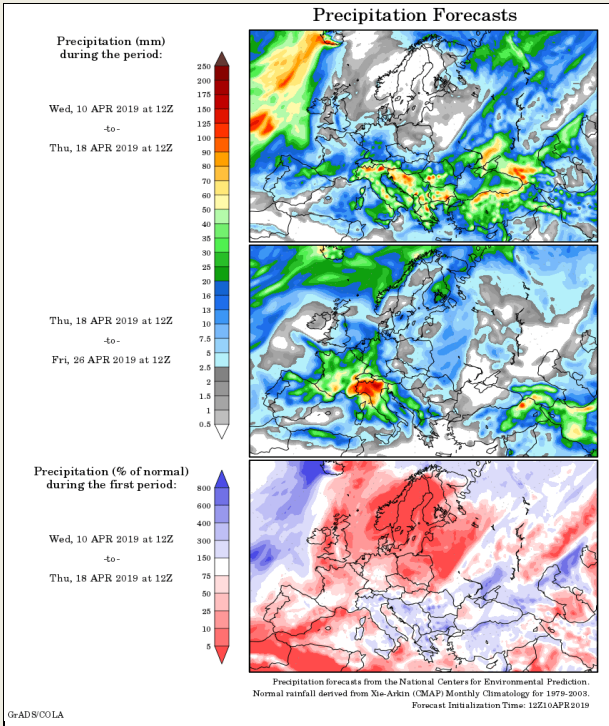 Precipitation Forecasts
Precipitation (mm)
during the period:
Wed, 10 APR 2019 at 12Z
-to-
Thu, 18 APR 2019 at 12Z
250
200
175
150
125
100
90
80
70
60
50
40
35
30
25
20
16
13
10
7.5
5
2.5
2
1.5
1
0.5
Thu, 18 APR 2019 at 12Z
-to-
Fri, 26 APR 2019 at 12Z
Precipitation (% of normal)
during the first period:
Wed, 10 APR 2019 at 12Z
-to-
Thu, 18 APR 2019 at 12Z
800
600
400
300
150
75
50
25
10
5
Precipitation forecasts from the National Centers for Environmental Prediction.
Normal rainfall derived from Xie-Arkin (CMAP) Monthly Climatology for 1979-2003.
Forecast Initialization Time: 12Z10APR2019
GrADS/COLA